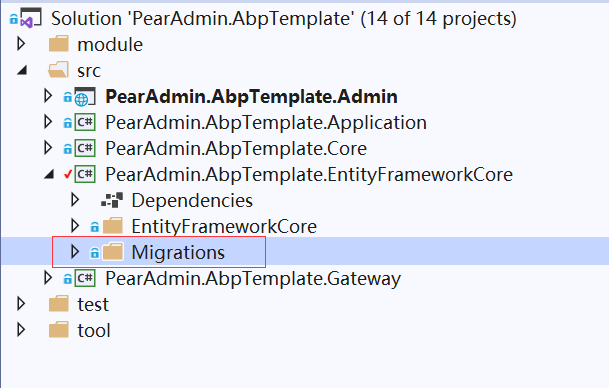 Solution 'PearAdmin.AbpTemplate' (14 of 14 projects)
module
src
PearAdmin.AbpTemplate.Admin
C# PearAdmin.AbpTemplate.Application
C# PearAdmin.AbpTemplate.Core
C# PearAdmin.AbpTemplate.EntityFrameworkCore
Dependencies
EntityFrameworkCore
Migrations
C# PearAdmin.AbpTemplate.Gateway
test
tool